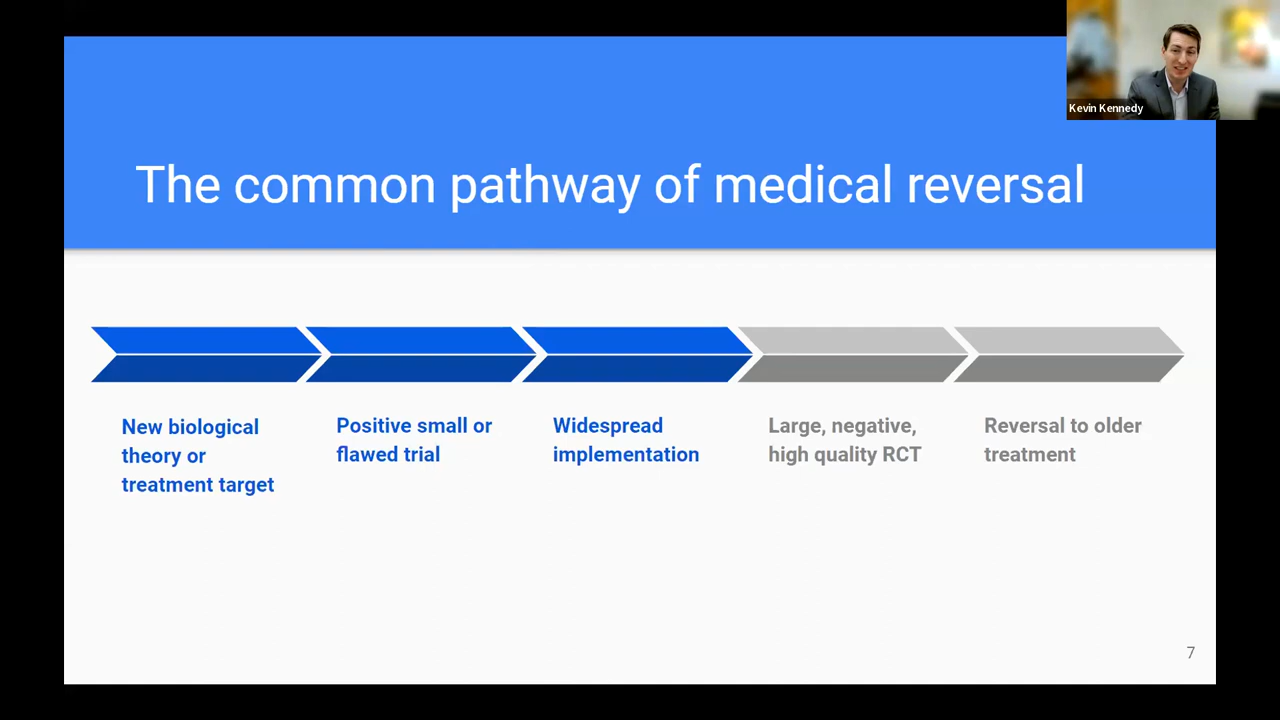 Kevin Kennedy
The common pathway of medical reversal
New biological
theory or
treatment target
Positive small or
flawed trial
Widespread
implementation
Large, negative,
high quality RCT
Reversal to older
treatment
7